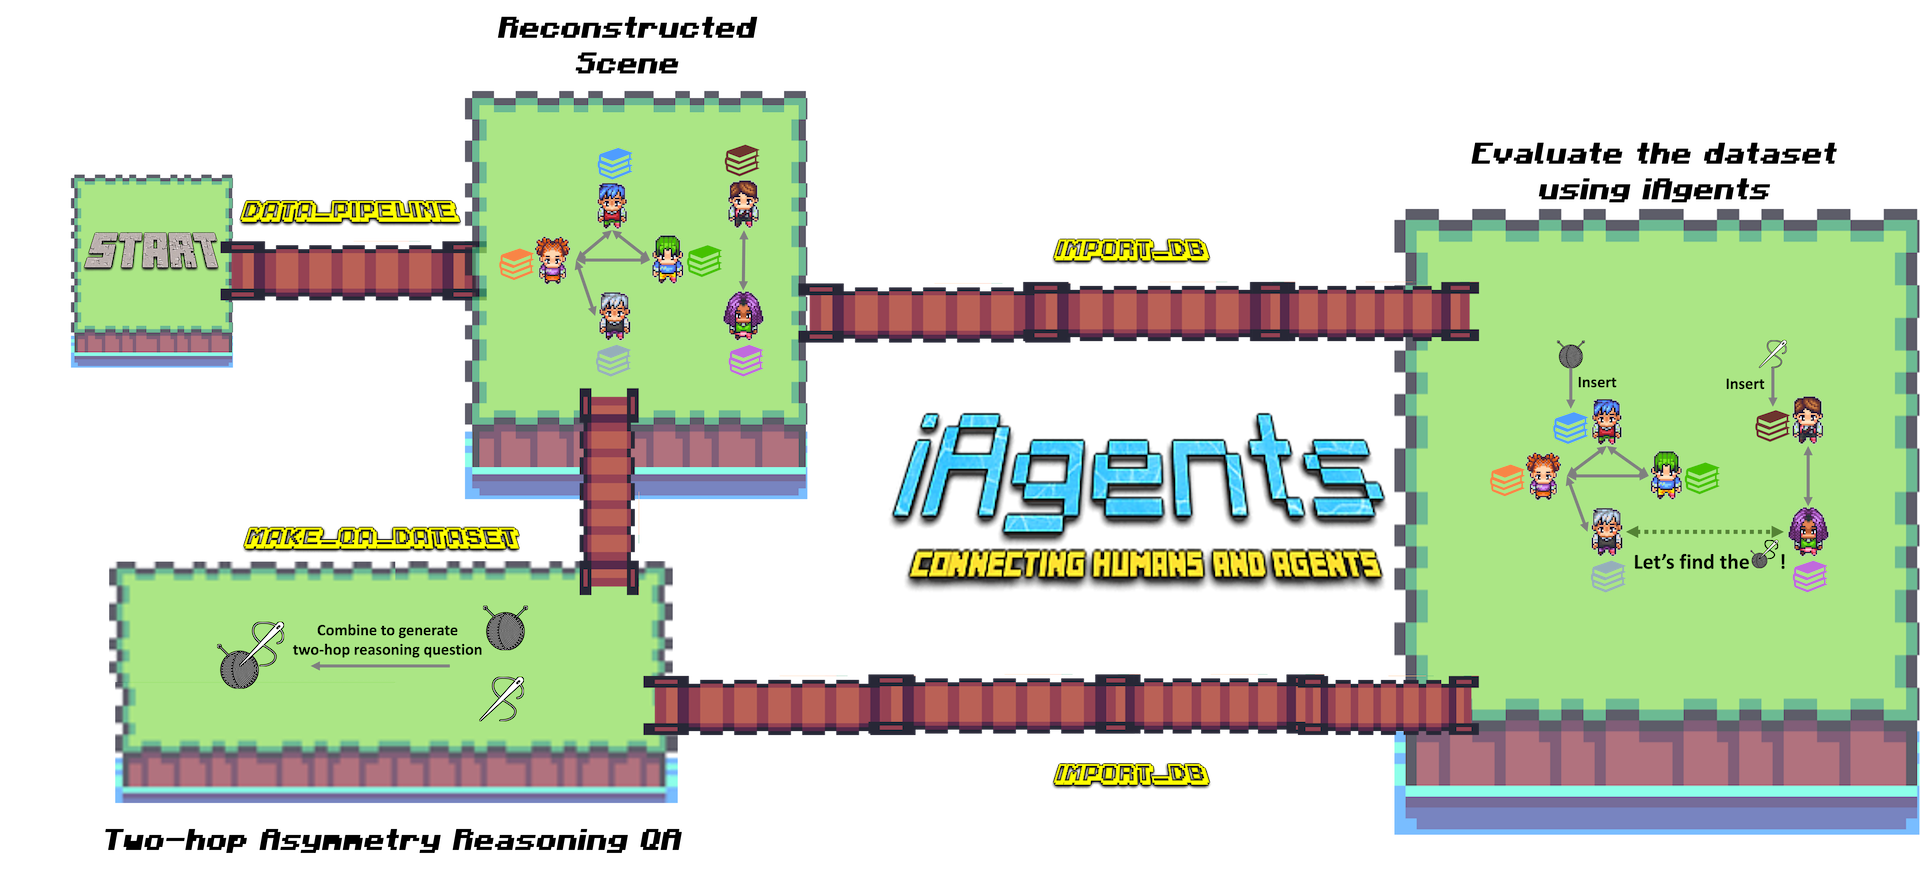 Reconstructed
Scene
START
DATA_PIPELINE
IMPORT_DB
Evaluate the dataset
using iAgents
Insert
Insert
Let's find the !
iAgents
CONNECTING HUMANS AND AGENTS
MAKE_QA_DATASET
Combine to generate
two-hop reasoning question
IMPORT_DB
Two-hop Asymmetry Reasoning QA